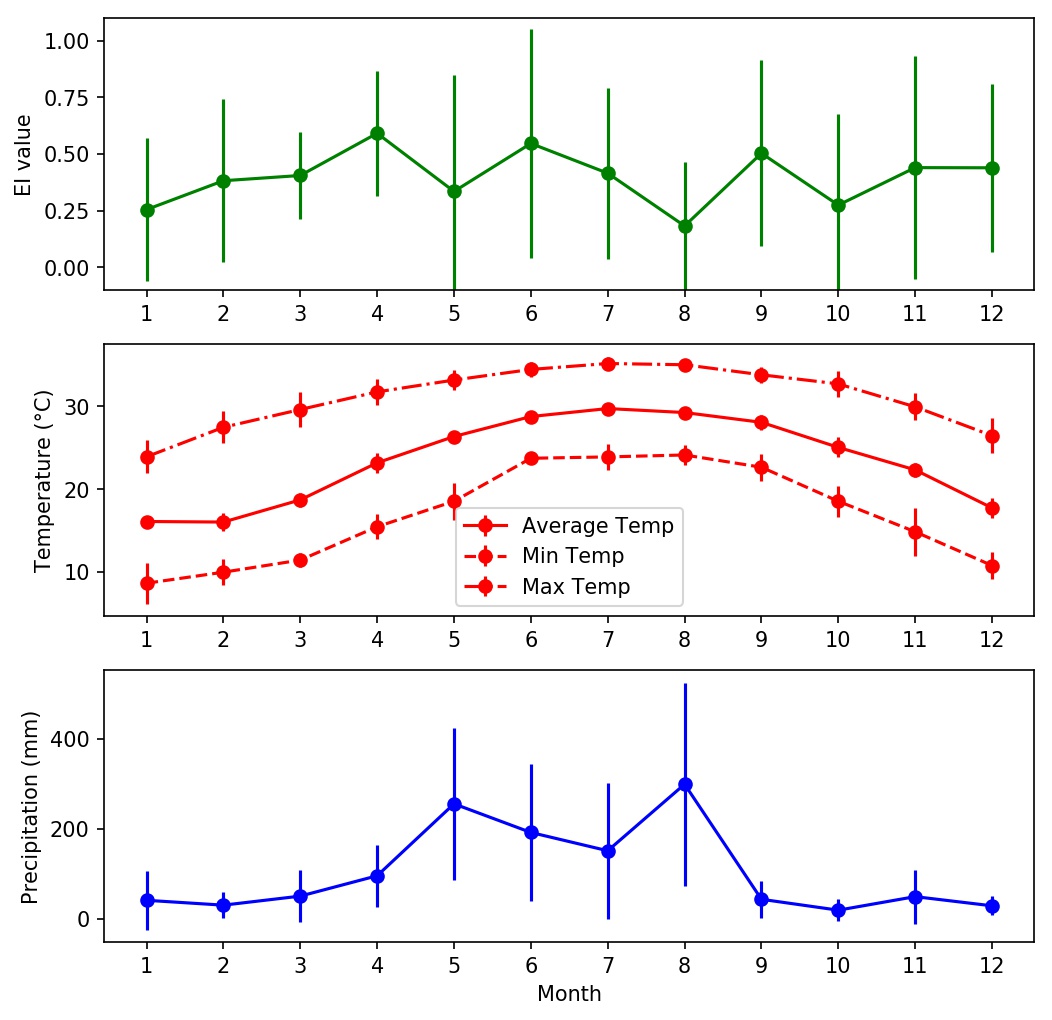 EI value
1.00
0.75
0.50
0.25
0.00
1 2 3 4 5 6 7 8 9 10 11 12
Temperature (°C)
30
20
10
Average Temp
Min Temp
Max Temp
1 2 3 4 5 6 7 8 9 10 11 12
Precipitation (mm)
400
200
0
1 2 3 4 5 6 7 8 9 10 11 12
Month